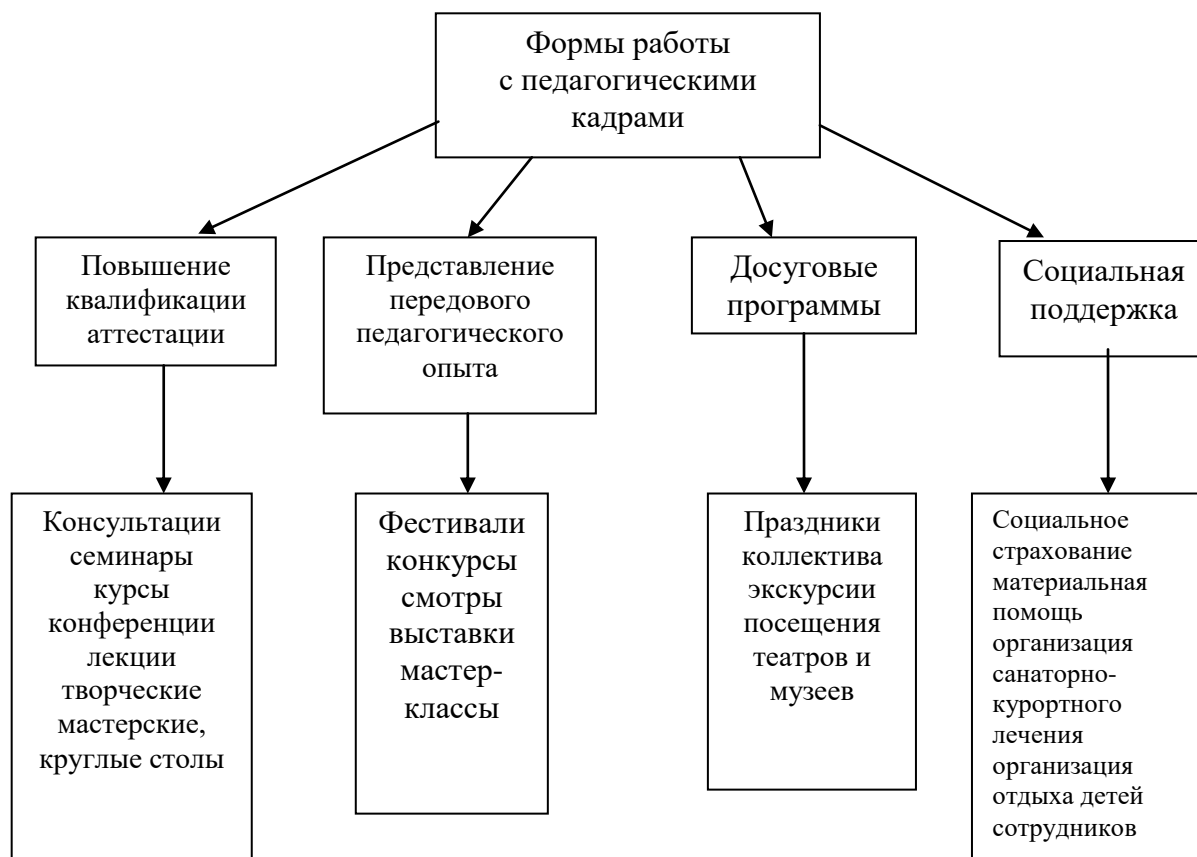 Формы работы
с педагогическими
кадрами
Повышение
квалификации
аттестации
Представление
передового
педагогического
опыта
Досуговые
программы
Социальная
поддержка
Консультации
семинары
курсы
конференции
лекции
творческие
мастерские,
круглые столы
Фестивали
конкурсы
смотры
выставки
мастер-
классы
Праздники
коллектива
экскурсии
посещения
театров и
музеев
Социальное
страхование
материальная
помощь
организация
санаторно-
курортного
лечения
организация
отдыха детей
сотрудников